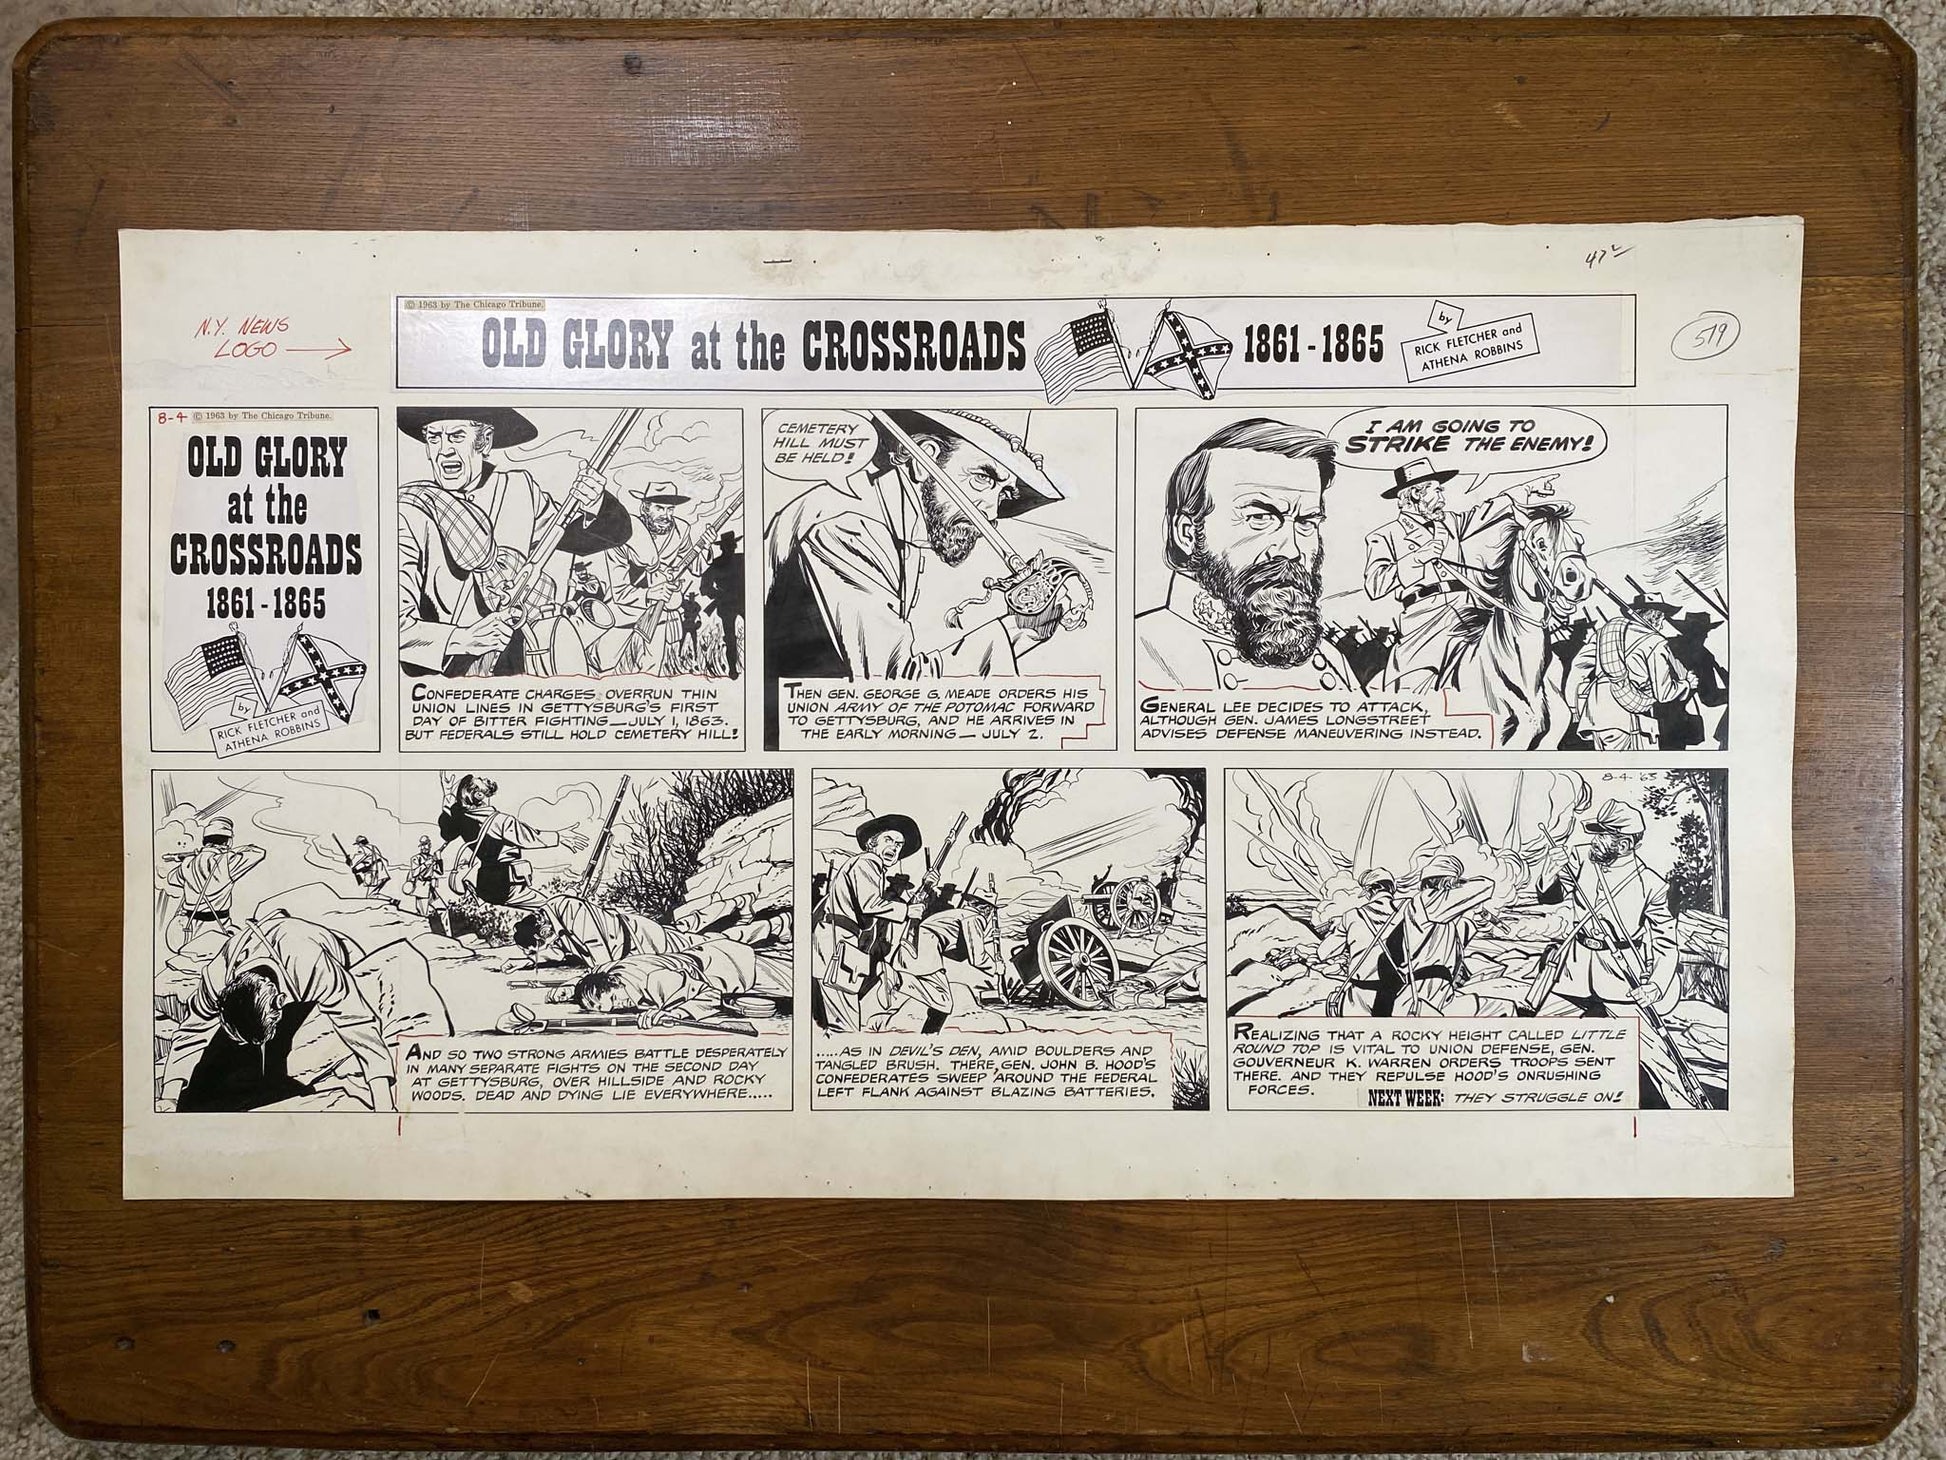 47
N.Y. NEWS
LOGO
© 1963 by The Chicago Tribune.
OLD GLORY at the CROSSROADS 1861-1865
by
RICK FLETCHER and
ATHENA ROBBINS
519
8-4 © 1963 by The Chicago Tribune.
OLD GLORY
at the
CROSSROADS
1861-1865
by
RICK FLETCHER and
ATHENA ROBBINS
CONFEDERATE CHARGES OVERRUN THIN
UNION LINES IN GETTYSBURG'S FIRST
DAY OF BITTER FIGHTING—JULY 1, 1863.
BUT FEDERALS STILL HOLD CEMETERY HILL!
CEMETERY
HILL MUST
BE HELD!
THEN GEN. GEORGE G. MEADE ORDERS HIS
UNION ARMY OF THE POTOMAC FORWARD
TO GETTYSBURG, AND HE ARRIVES IN
THE EARLY MORNING— JULY 2.
I AM GOING TO
STRIKE THE ENEMY!
GENERAL LEE DECIDES TO ATTACK,
ALTHOUGH GEN. JAMES LONGSTREET
ADVISES DEFENSE MANEUVERING INSTEAD.
AND SO TWO STRONG ARMIES BATTLE DESPERATELY
IN MANY SEPARATE FIGHTS ON THE SECOND DAY
AT GETTYSBURG, OVER HILLSIDE AND ROCKY
WOODS. DEAD AND DYING LIE EVERYWHERE.....
.....AS IN DEVIL'S DEN, AMID BOULDERS AND
TANGLED BRUSH. THERE, GEN. JOHN B. HOOD'S
CONFEDERATES SWEEP 'AROUND THE FEDERAL
LEFT FLANK AGAINST BLAZING BATTERIES.
8-4-'63
REALIZING THAT A ROCKY HEIGHT CALLED LITTLE
ROUND TOP IS VITAL TO UNION DEFENSE, GEN.
GOUVERNEUR K. WARREN ORDERS TROOPS SENT
THERE. AND THEY REPULSE HOOD'S ONRUSHING
FORCES.
NEXT WEEK: THEY STRUGGLE ON!